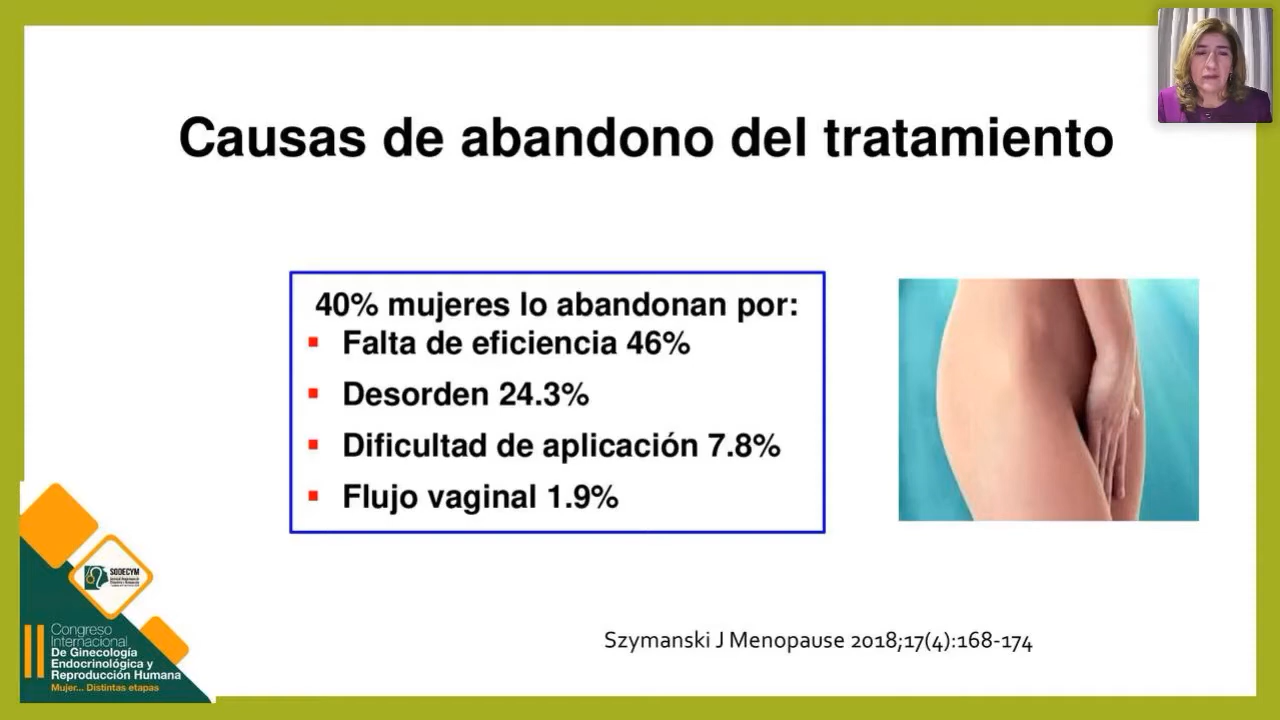 Causas de abandono del tratamiento
40% mujeres lo abandonan por:
Falta de eficiencia 46%
Desorden 24.3%
Dificultad de aplicación 7.8%
Flujo vaginal 1.9%
Szymanski J Menopause 2018;17(4):168-174
SODECYM
II Congreso
Internacional
De Ginecología
Endocrinológica y
Reproducción Humana
Mujer... Distintas etapas